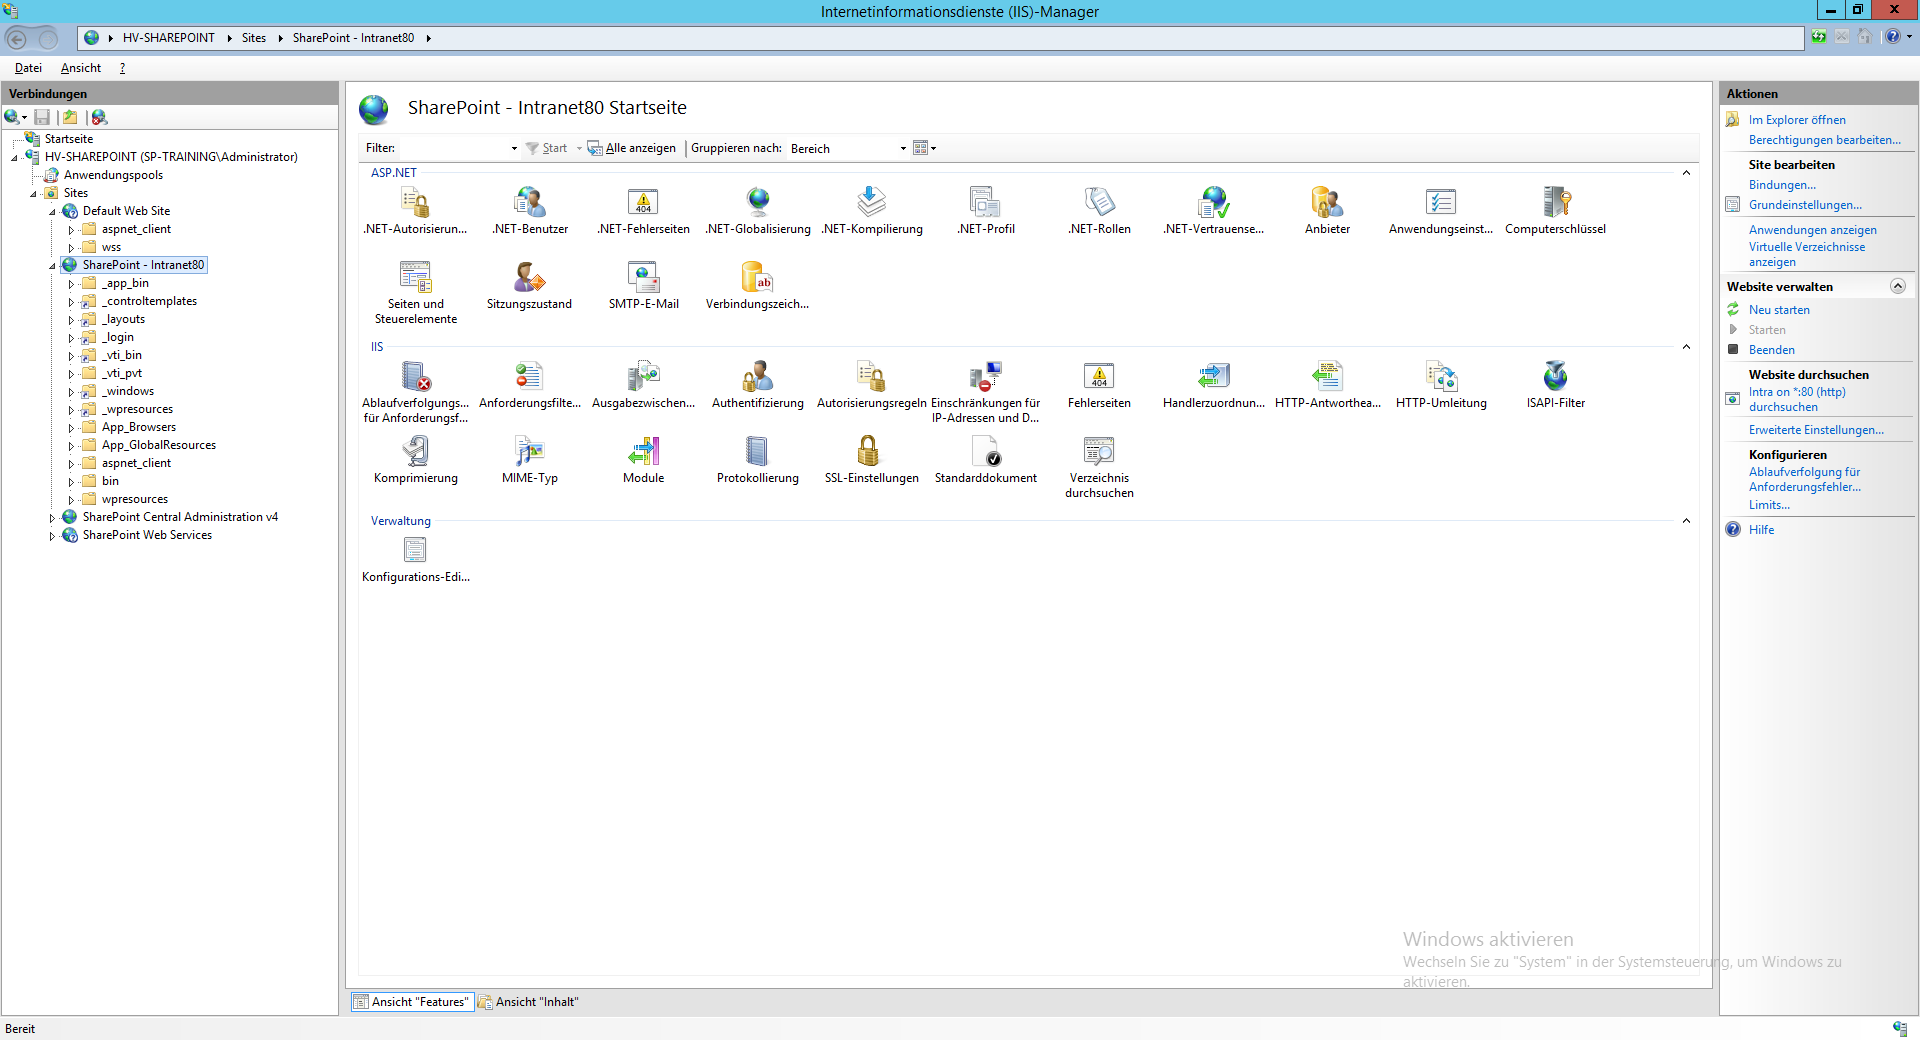 Internetinformationsdienste (IIS)-Manager
HV-SHAREPOINT Sites SharePoint - Intranet80
Datei Ansicht ?
Verbindungen
Startseite
HV-SHAREPOINT (SP-TRAINING\Administrator)
Anwendungspools
Sites
Default Web Site
aspnet_client
wss
SharePoint - Intranet80
_app_bin
_controltemplates
_layouts
_login
_vti_bin
_vti_pvt
_windows
_wpresources
App_Browsers
App_GlobalResources
aspnet_client
bin
wpresources
SharePoint Central Administration v4
SharePoint Web Services
SharePoint - Intranet80 Startseite
Filter: Start Alle anzeigen Gruppieren nach: Bereich
ASP.NET
.NET-Autorisierun... .NET-Benutzer .NET-Fehlerseiten .NET-Globalisierung .NET-Kompilierung .NET-Profil .NET-Rollen .NET-Vertrauense... Anbieter Anwendungseinst... Computerschlüssel
Seiten und Steuerelemente Sitzungszustand SMTP-E-Mail Verbindungszeich...
IIS
Ablaufverfolgungs... für Anforderungsf... Anforderungsfilte... Ausgabezwischen... Authentifizierung Autorisierungsregeln Einschränkungen für IP-Adressen und D... Fehlerseiten Handlerzuordnun... HTTP-Antworthea... HTTP-Umleitung ISAPI-Filter
Komprimierung MIME-Typ Module Protokollierung SSL-Einstellungen Standarddokument Verzeichnis durchsuchen
Verwaltung
Konfigurations-Edi...
Ansicht "Features" Ansicht "Inhalt"
Aktionen
Im Explorer öffnen
Berechtigungen bearbeiten...
Site bearbeiten
Bindungen...
Grundeinstellungen...
Anwendungen anzeigen
Virtuelle Verzeichnisse
anzeigen
Website verwalten
Neu starten
Starten
Beenden
Website durchsuchen
Intra on *:80 (http)
durchsuchen
Erweiterte Einstellungen...
Konfigurieren
Ablaufverfolgung für
Anforderungsfehler...
Limits...
Hilfe
Windows aktivieren
Wechseln Sie zu "System" in der Systemsteuerung, um Windows zu
aktivieren.
Bereit